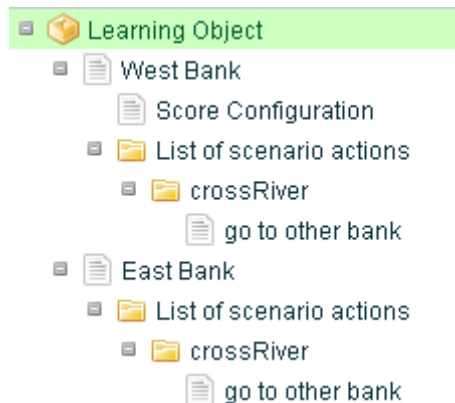 Learning Object
West Bank
Score Configuration
List of scenario actions
crossRiver
go to other bank
East Bank
List of scenario actions
crossRiver
go to other bank